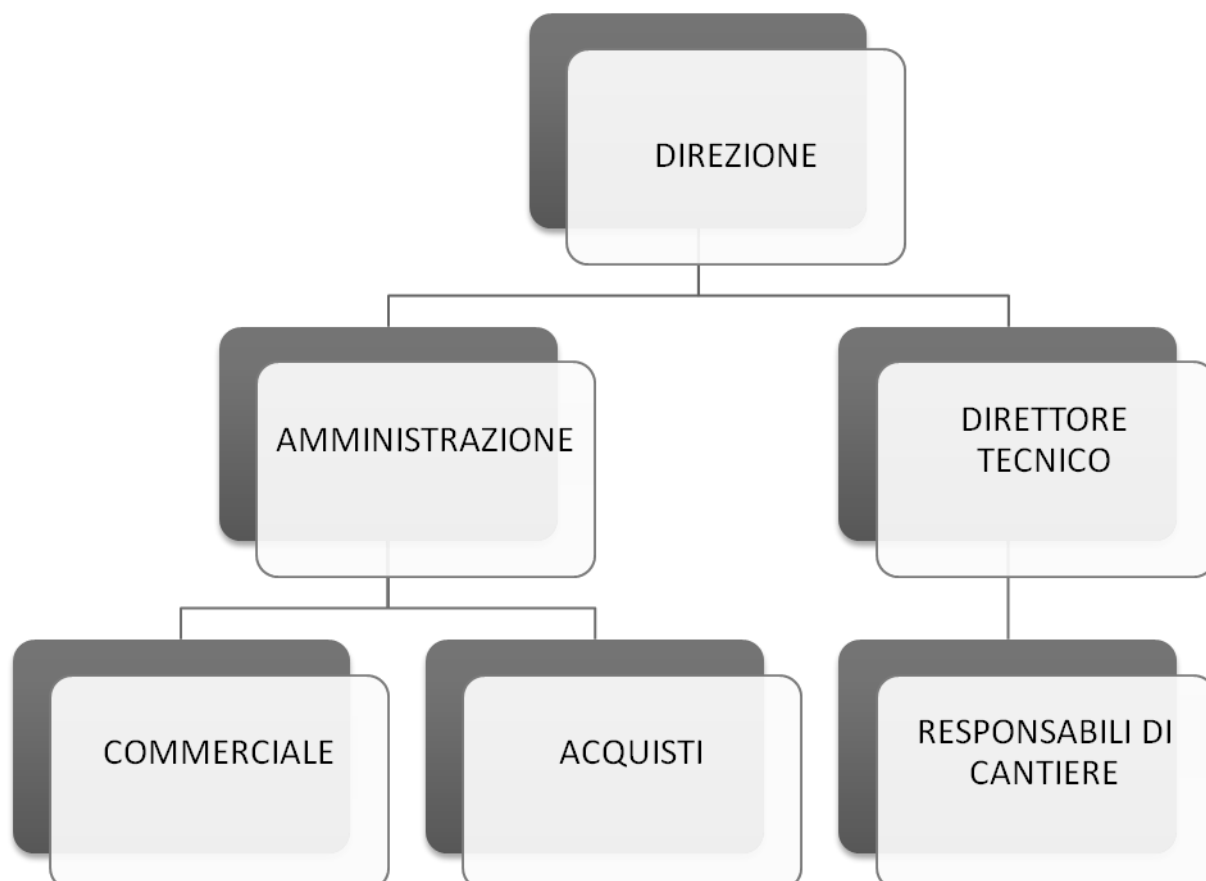 DIREZIONE
AMMINISTRAZIONE
DIRETTORE
TECNICO
COMMERCIALE
ACQUISTI
RESPONSABILI DI
CANTIERE